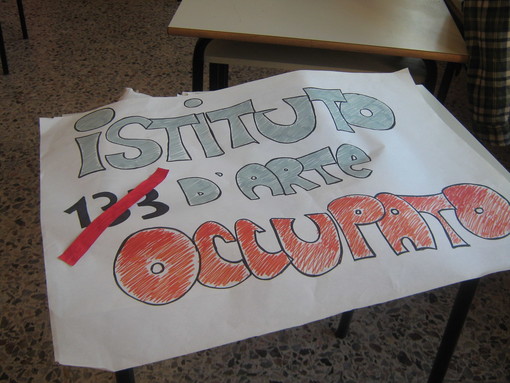 iSTiTUTO
D'ARTe
133
OCCUPATO